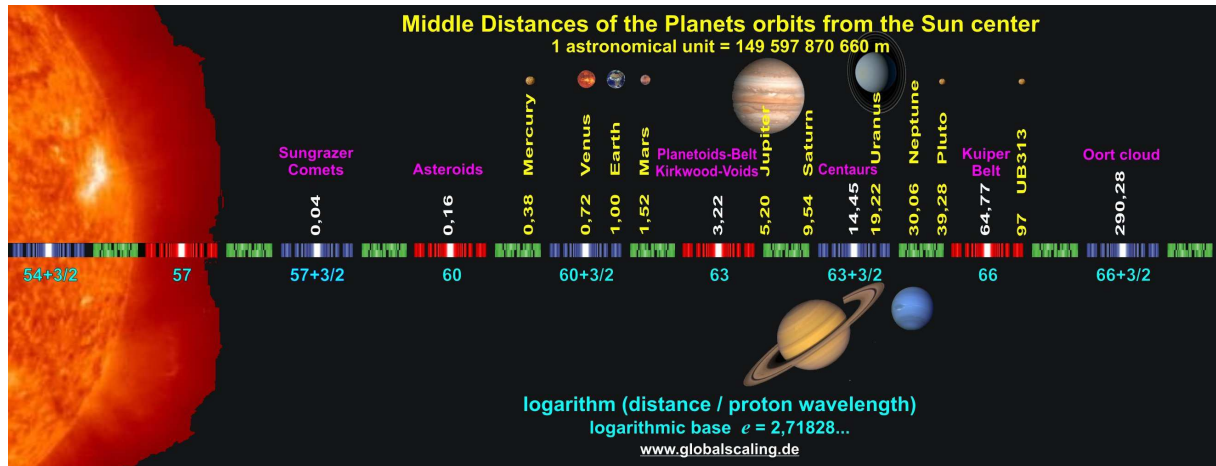 Middle Distances of the Planets orbits from the Sun center
1 astronomical unit = 149 597 870 660 m
Sungrazer
Comets
0,04
Asteroids
0,16
0,38 Mercury
0,72 Venus
1,00 Earth
1,52 Mars
Planetoids-Belt
Kirkwood-Voids
3,22
5,20 Jupiter
9,54 Saturn
Centaurs
14,45
19,22 Uranus
30,06 Neptune
39,28 Pluto
Kuiper
Belt
64,77
97 UB313
Oort cloud
290,28
54+3/2 57 57+3/2 60 60+3/2 63 63+3/2 66 66+3/2
logarithm (distance / proton wavelength)
logarithmic base e = 2,71828...
www.globalscaling.de